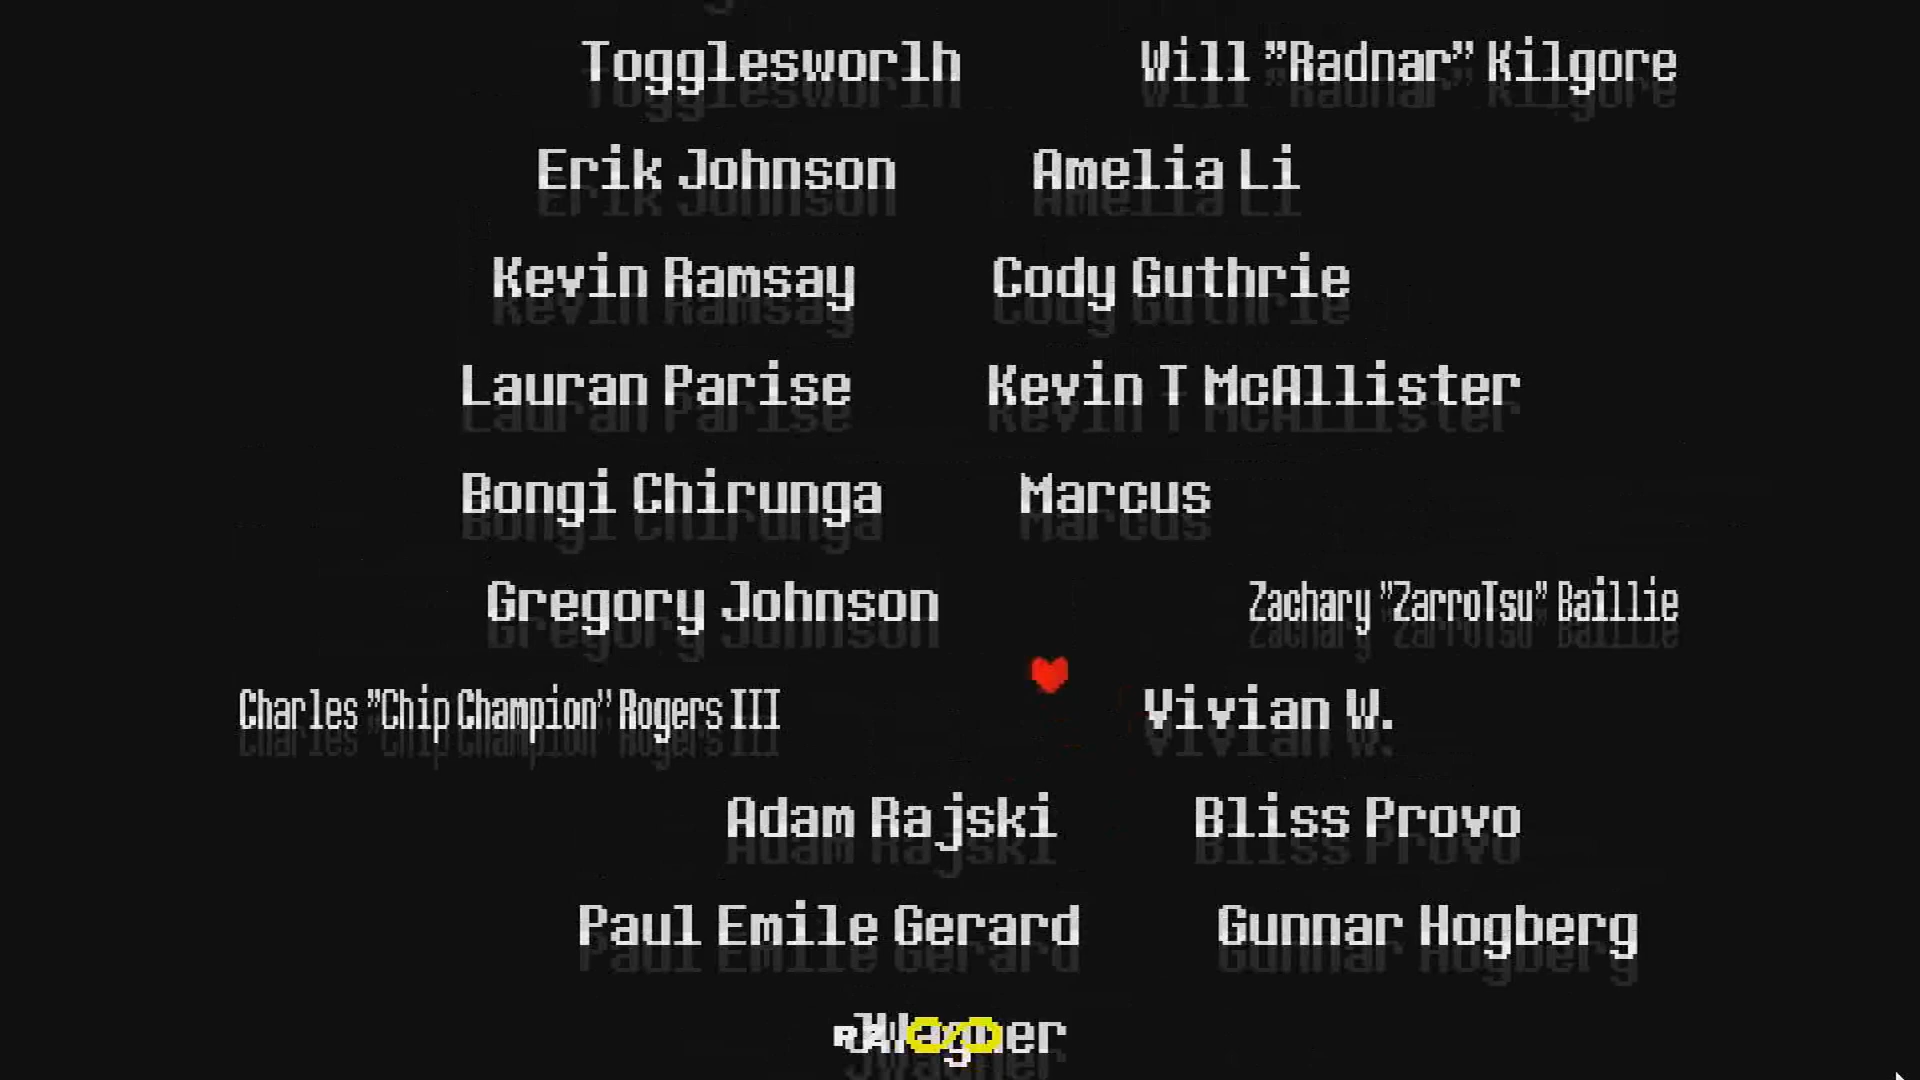 Togglesworlh Will "Radnar" Kilgore
Erik Johnson Amelia Li
Kevin Ramsay Cody Guthrie
Lauran Parise Kevin T McAllister
Bongi Chirunga Marcus
Gregory Johnson Zachary "ZarroTsu" Baillie
Charles "Chip Champion" Rogers III Vivian W.
Adam Rajski Bliss Provo
Paul Emile Gerard Gunnar Hogberg
JWagner